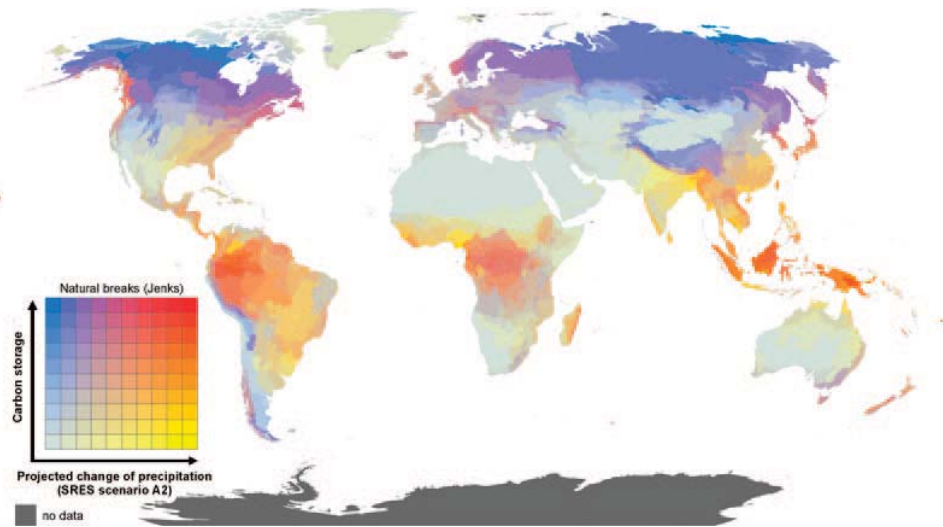 Natural breaks (Jenks)
Carbon storage
Projected change of precipitation
(SRES scenario A2)
no data